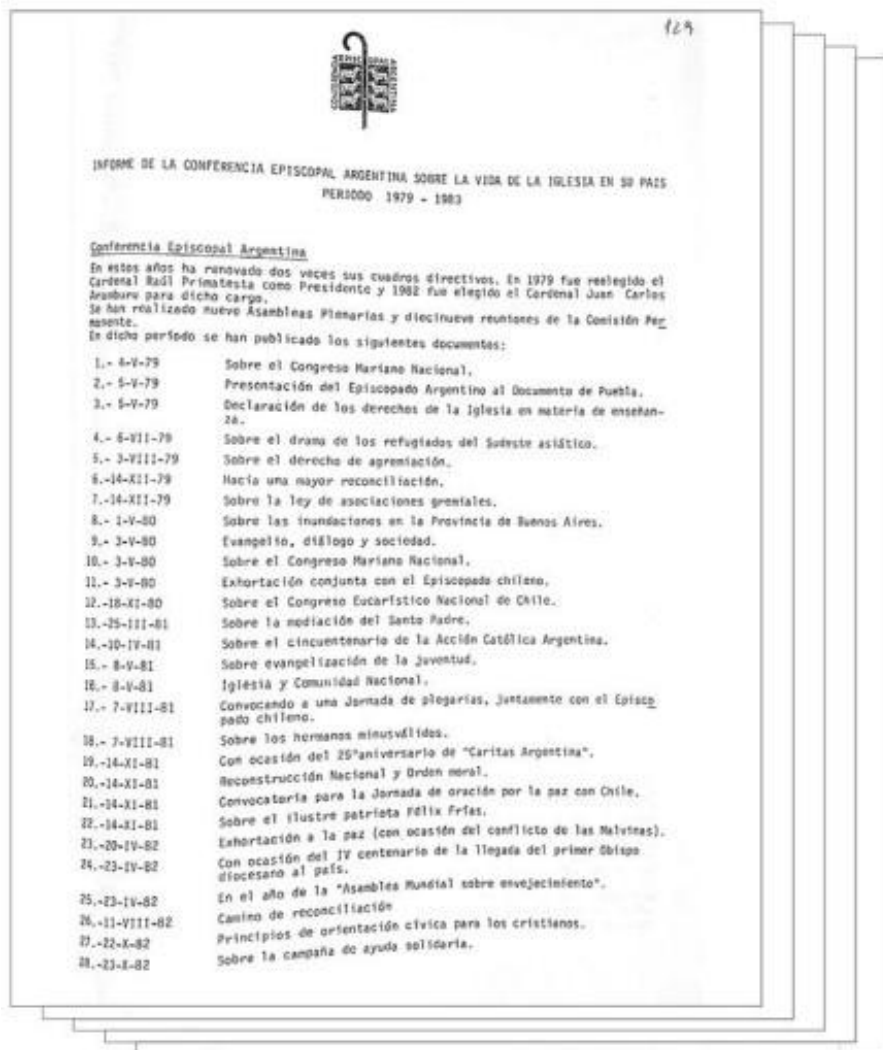 129
CONFERENCIA EPISCOPAL ARGENTINA
INFORME DE LA CONFERENCIA EPISCOPAL ARGENTINA SOBRE LA VIDA DE LA IGLESIA EN SU PAIS
PERIODO 1979 - 1983
Conferencia Episcopal Argentina
En estos años ha renovado dos veces sus cuadros directivos. En 1979 fue reelegido el
Cardenal Raúl Primatesta como Presidente y 1982 fue elegido el Cardenal Juan Carlos
Aramburu para dicho cargo.
Se han realizado nueve Asambleas Plenarias y diecinueve reuniones de la Comisión Per
manente.
En dicho período se han publicado los siguientes documentos:
1.- 4-V-79 Sobre el Congreso Mariano Nacional.
2.- 5-V-79 Presentación del Episcopado Argentino al Documento de Puebla.
3.- 5-V-79 Declaración de los derechos de la Iglesia en materia de enseñan-
za.
4.- 6-VII-79 Sobre el drama de los refugiados del Sudeste asiático.
5.- 3-VIII-79 Sobre el derecho de agremiación.
6.-14-XII-79 Hacia una mayor reconciliación.
7.-14-XII-79 Sobre la ley de asociaciones gremiales.
8.- 1-V-80 Sobre las inundaciones en la Provincia de Buenos Aires.
9.- 3-V-80 Evangelio, diálogo y sociedad.
10.- 3-V-80 Sobre el Congreso Mariano Nacional.
11.- 3-V-80 Exhortación conjunta con el Episcopado chileno.
12.-18-XI-80 Sobre el Congreso Eucarístico Nacional de Chile.
13.-25-III-81 Sobre la mediación del Santo Padre.
14.-10-IV-81 Sobre el cincuentenario de la Acción Católica Argentina.
15.- 8-V-81 Sobre evangelización de la juventud.
16.- 8-V-81 Iglesia y Comunidad Nacional.
17.- 7-VIII-81 Convocando a una Jornada de plegarias, juntamente con el Episco
pado chileno.
18.- 7-VIII-81 Sobre los hermanos minusválidos.
19.-14-XI-81 Con ocasión del 25°aniversario de "Caritas Argentina".
20.-14-XI-81 Reconstrucción Nacional y Orden moral.
21.-14-XI-81 Convocatoria para la Jornada de oración por la paz con Chile.
22.-14-XI-81 Sobre el ilustre patriota Félix Frías.
23.-20-IV-82 Exhortación a la paz (con ocasión del conflicto de las Malvinas).
24.-23-IV-82 Con ocasión del IV centenario de la llegada del primer Obispo
diocesano al país.
25.-23-IV-82 En el año de la "Asamblea Mundial sobre envejecimiento".
26.-11-VIII-82 Camino de reconciliación
27.-22-X-82 Principios de orientación cívica para los cristianos.
28.-23-X-82 Sobre la campaña de ayuda solidaria.